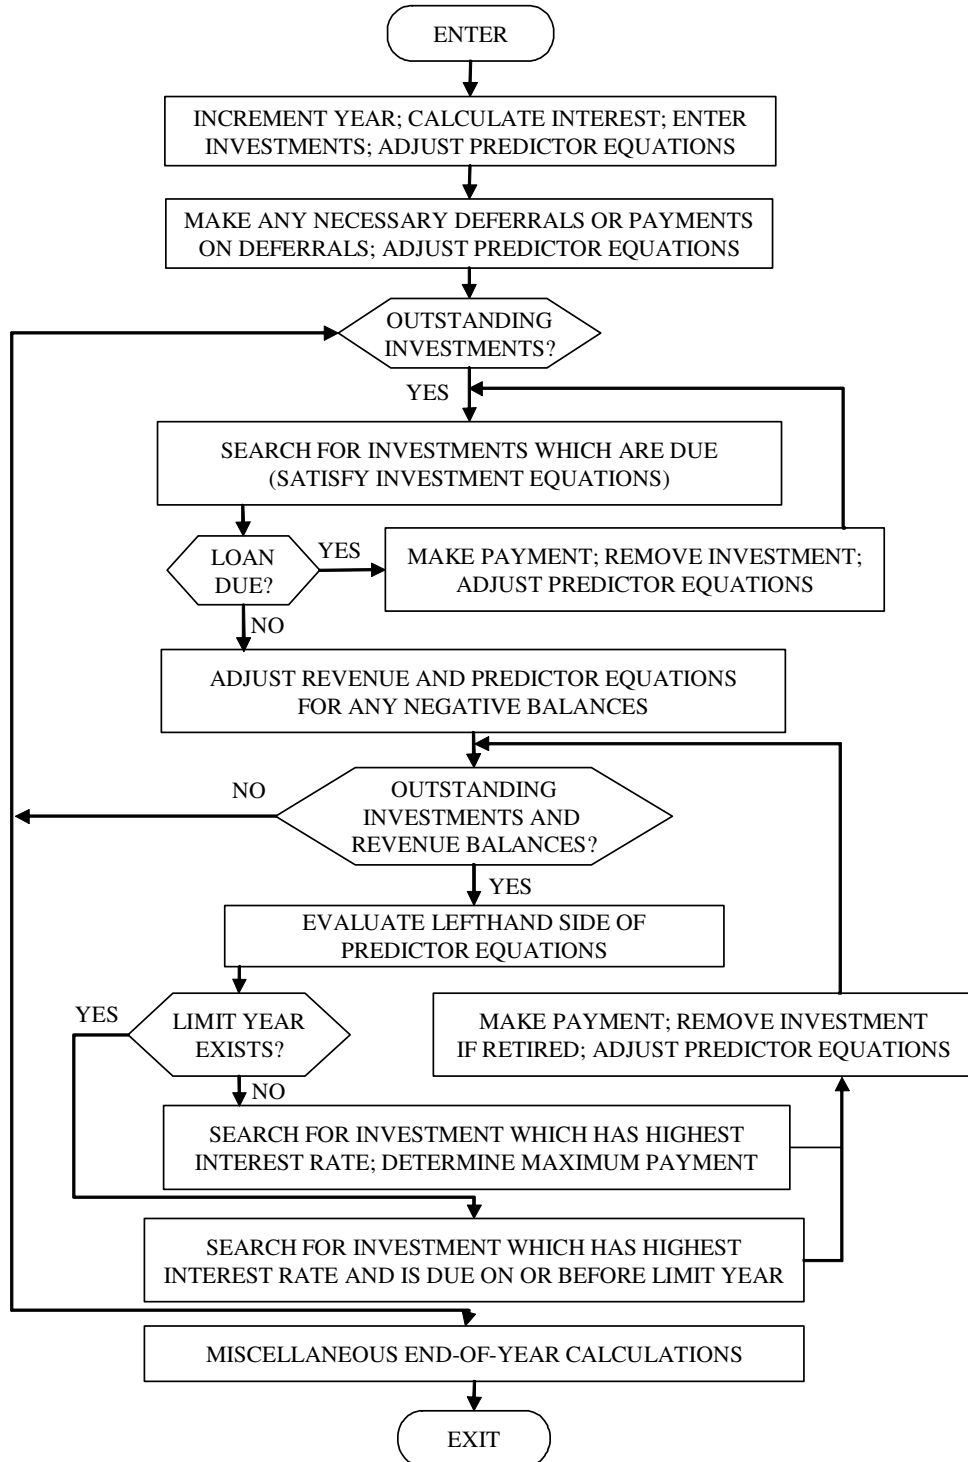 ENTER
INCREMENT YEAR; CALCULATE INTEREST; ENTER
INVESTMENTS; ADJUST PREDICTOR EQUATIONS
MAKE ANY NECESSARY DEFERRALS OR PAYMENTS
ON DEFERRALS; ADJUST PREDICTOR EQUATIONS
OUTSTANDING
INVESTMENTS?
YES
SEARCH FOR INVESTMENTS WHICH ARE DUE
(SATISFY INVESTMENT EQUATIONS)
LOAN
DUE?
YES
MAKE PAYMENT; REMOVE INVESTMENT;
ADJUST PREDICTOR EQUATIONS
NO
ADJUST REVENUE AND PREDICTOR EQUATIONS
FOR ANY NEGATIVE BALANCES
NO
OUTSTANDING
INVESTMENTS AND
REVENUE BALANCES?
YES
EVALUATE LEFTHAND SIDE OF
PREDICTOR EQUATIONS
YES
LIMIT YEAR
EXISTS?
MAKE PAYMENT; REMOVE INVESTMENT
IF RETIRED; ADJUST PREDICTOR EQUATIONS
NO
SEARCH FOR INVESTMENT WHICH HAS HIGHEST
INTEREST RATE; DETERMINE MAXIMUM PAYMENT
SEARCH FOR INVESTMENT WHICH HAS HIGHEST
INTEREST RATE AND IS DUE ON OR BEFORE LIMIT YEAR
MISCELLANEOUS END-OF-YEAR CALCULATIONS
EXIT